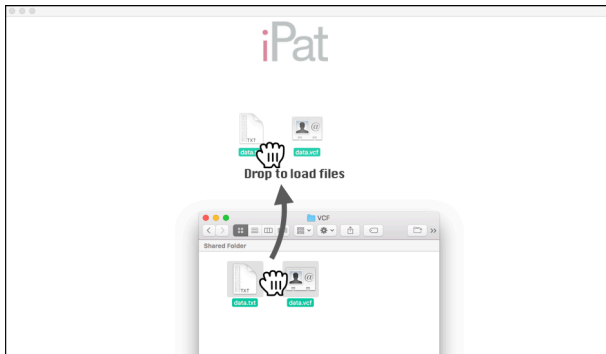 iPat
TXT
@
data.
data.vcf
Drop to load files
VCF
Shared Folder
TXT
@
data.txt
data.vcf